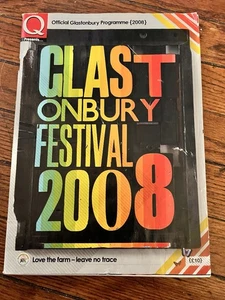 Q
Official Glastonbury Programme (2008)
GLAST
ONBURY
FESTIVAL
2008
Love the farm – leave no trace
(£10)